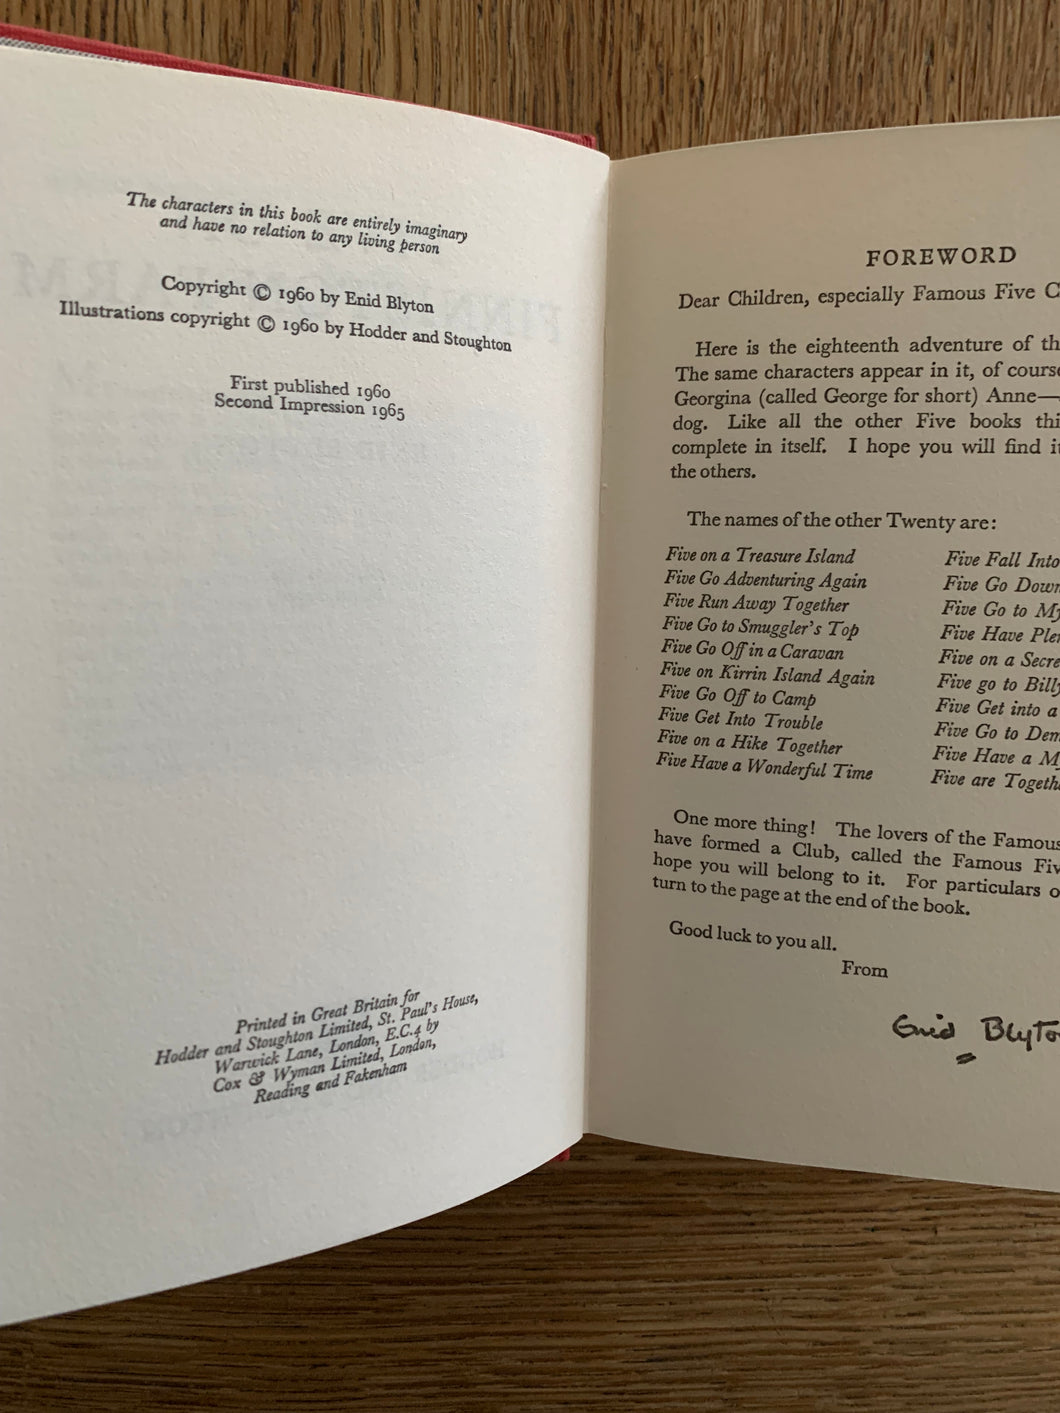 The characters in this book are entirely imaginary
and have no relation to any living person
Copyright © 1960 by Enid Blyton
Illustrations copyright © 1960 by Hodder and Stoughton
First published 1960
Second Impression 1965
Printed in Great Britain for
Hodder and Stoughton Limited, St. Paul's House,
Warwick Lane, London, E.C.4 by
Cox & Wyman Limited, London,
Reading and Fakenham
FOREWORD
Dear Children, especially Famous Five C
Here is the eighteenth adventure of th
The same characters appear in it, of course
Georgina (called George for short) Anne—
dog. Like all the other Five books thi
complete in itself. I hope you will find it
the others.
The names of the other Twenty are:
Five on a Treasure Island
Five Go Adventuring Again
Five Run Away Together
Five Go to Smuggler's Top
Five Go Off in a Caravan
Five on Kirrin Island Again
Five Go Off to Camp
Five Get Into Trouble
Five on a Hike Together
Five Have a Wonderful Time
Five Fall Into
Five Go Down
Five Go to My
Five Have Ple
Five on a Secre
Five go to Billy
Five Get into a
Five Go to Dem
Five Have a My
Five are Togeth
One more thing! The lovers of the Famous
have formed a Club, called the Famous Fiv
hope you will belong to it. For particulars o
turn to the page at the end of the book.
Good luck to you all.
From
Enid Blyton